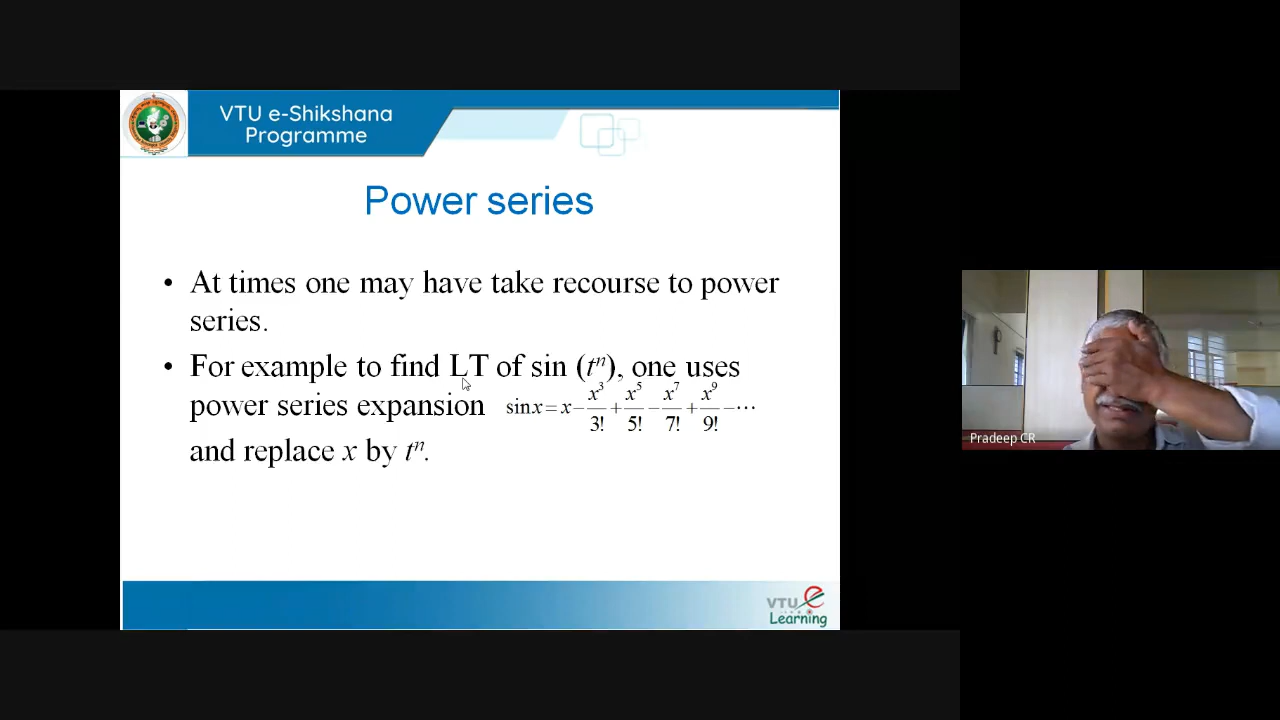 VTU e-Shikshana
Programme
Power series
• At times one may have take recourse to power
series.
• For example to find LT of sin (tⁿ), one uses
power series expansion sin x = x − x³/3! + x⁵/5! − x⁷/7! + x⁹/9! − ⋯
and replace x by tⁿ.
Pradeep CR
VTU e
Learning